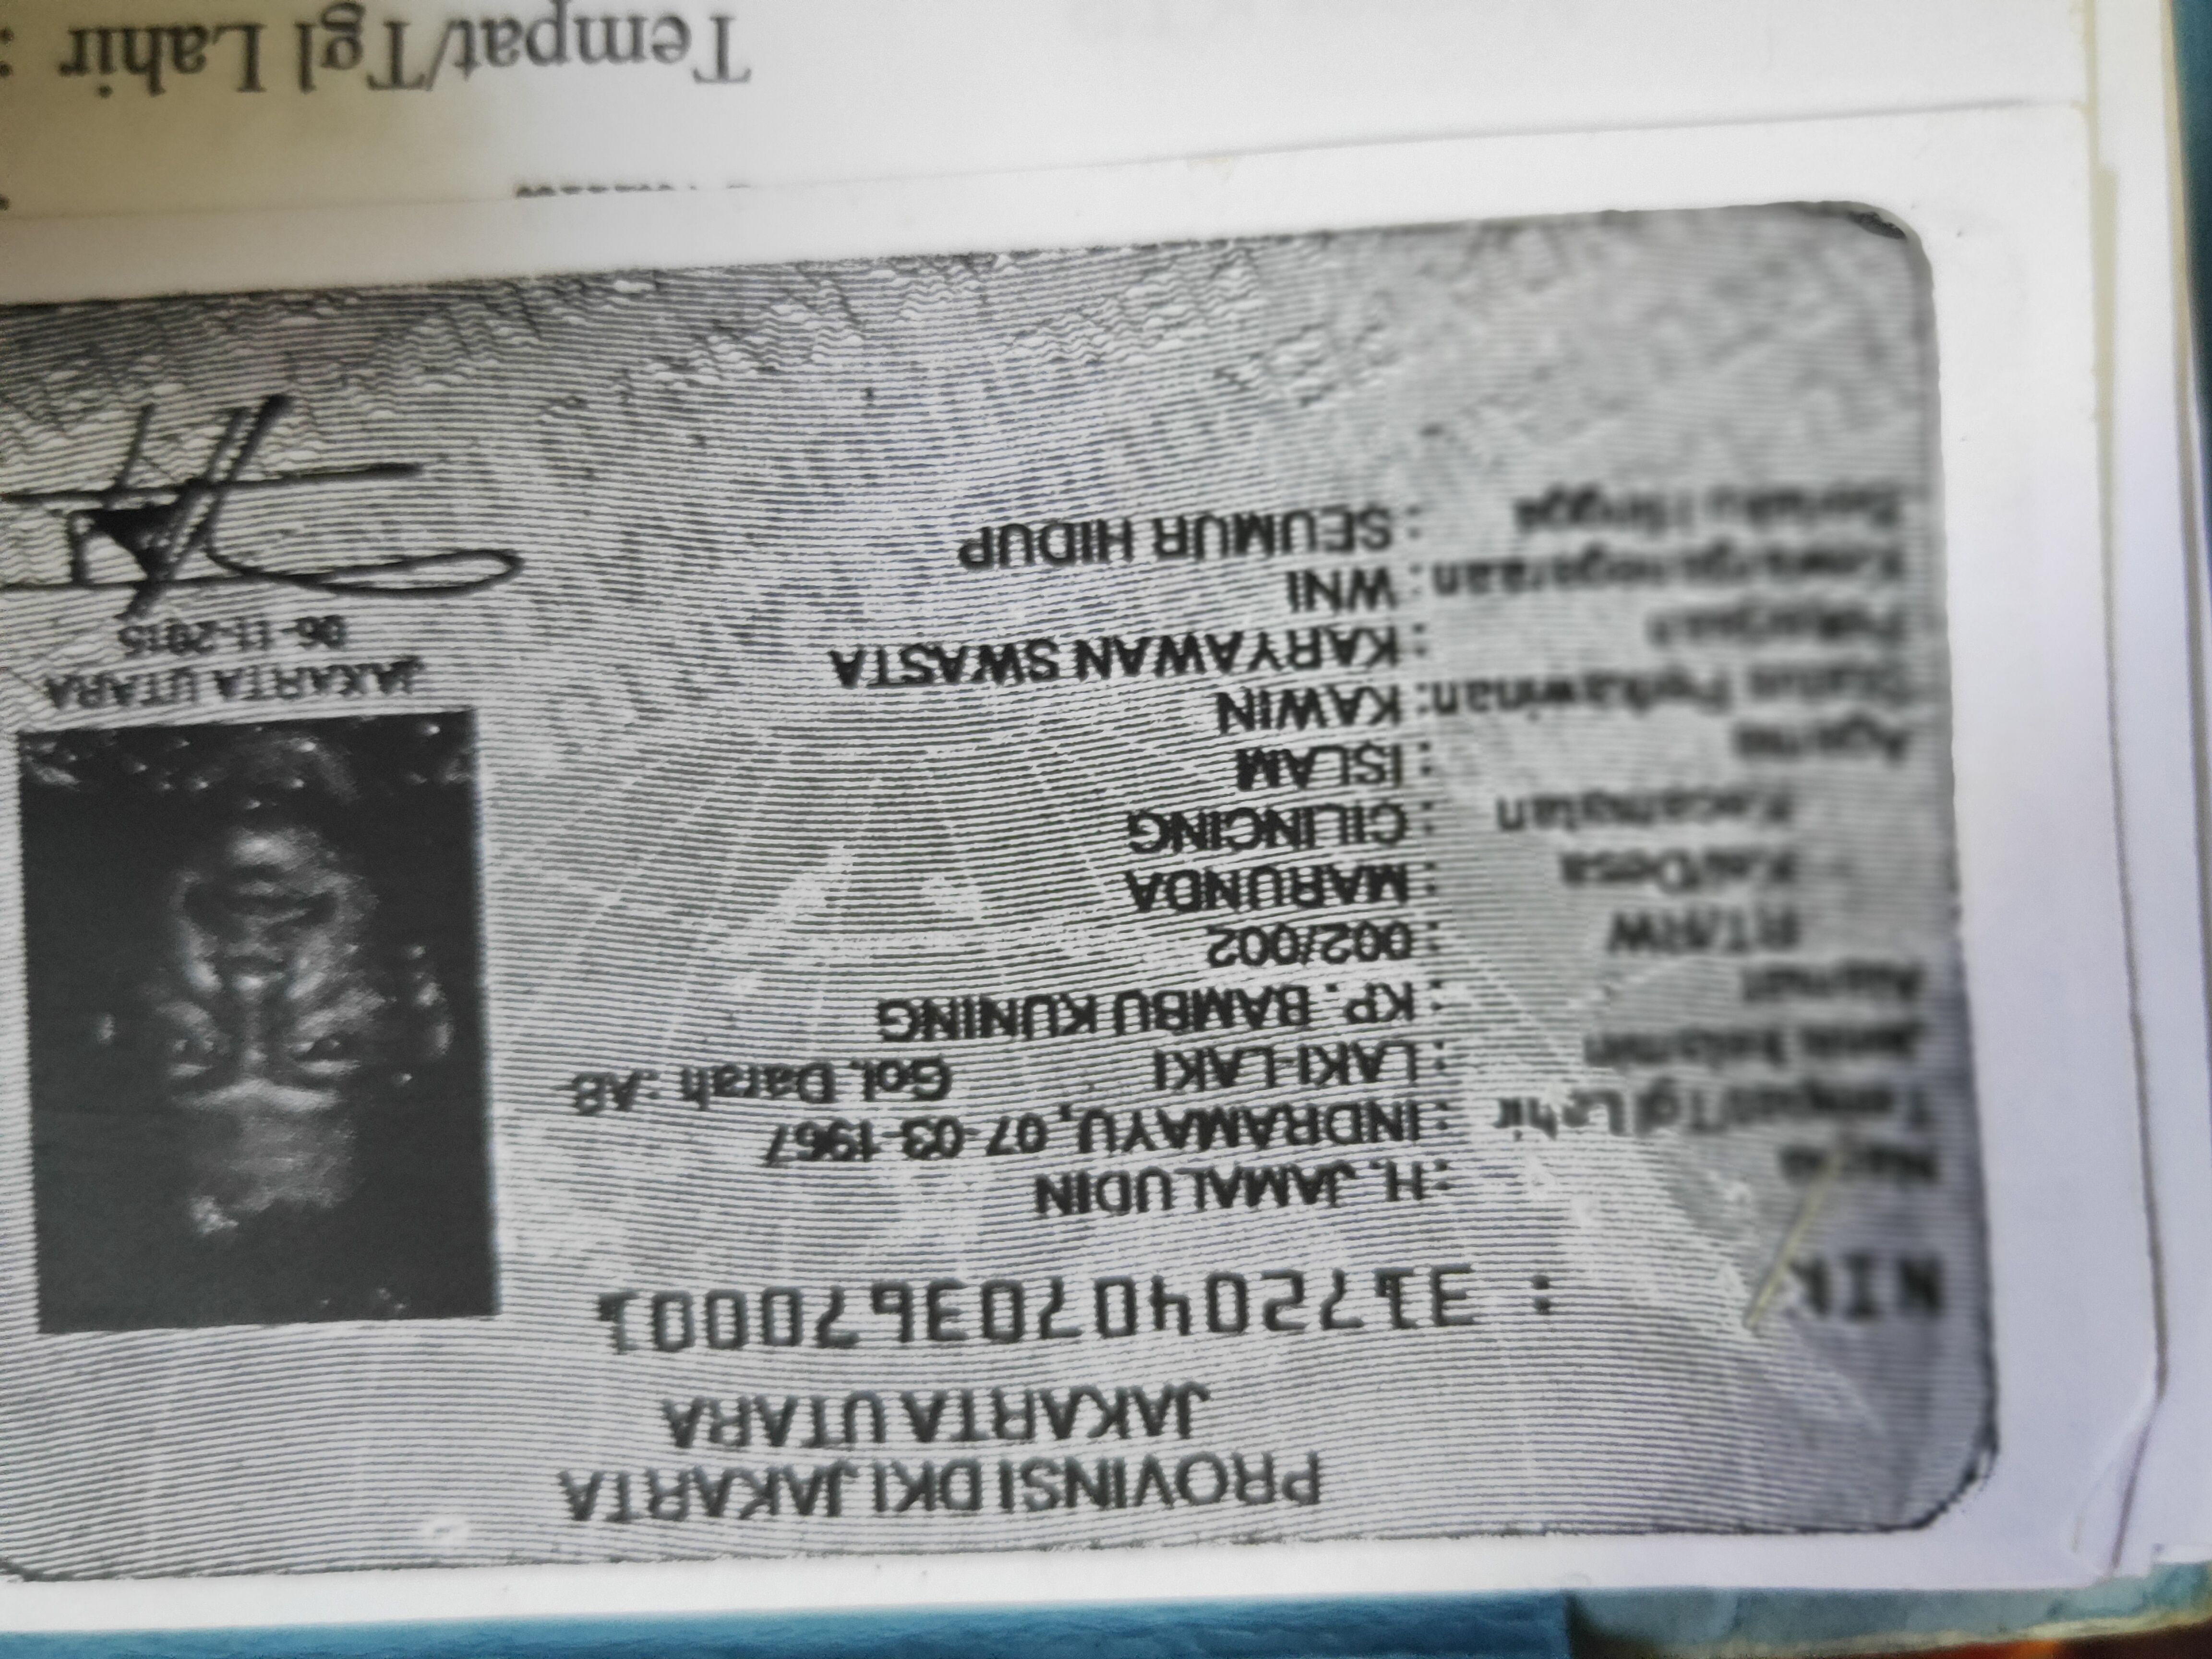 PROVINSI DKI JAKARTA
JAKARTA UTARA
NIK : 3172040703670001
Nama : H. JAMALUDIN
Tempat/Tgl Lahir : INDRAMAYU, 07-03-1967
Jenis kelamin : LAKI-LAKI Gol. Darah : AB-
Alamat : KP. BAMBU KUNING
RT/RW : 002/002
Kel/Desa : MARUNDA
Kecamatan : CILINCING
Agama : ISLAM
Status Perkawinan: KAWIN
Pekerjaan : KARYAWAN SWASTA
Kewarganegaraan : WNI
Berlaku Hingga : SEUMUR HIDUP
JAKARTA UTARA
06-11-2015
Tempat/Tgl Lahir :